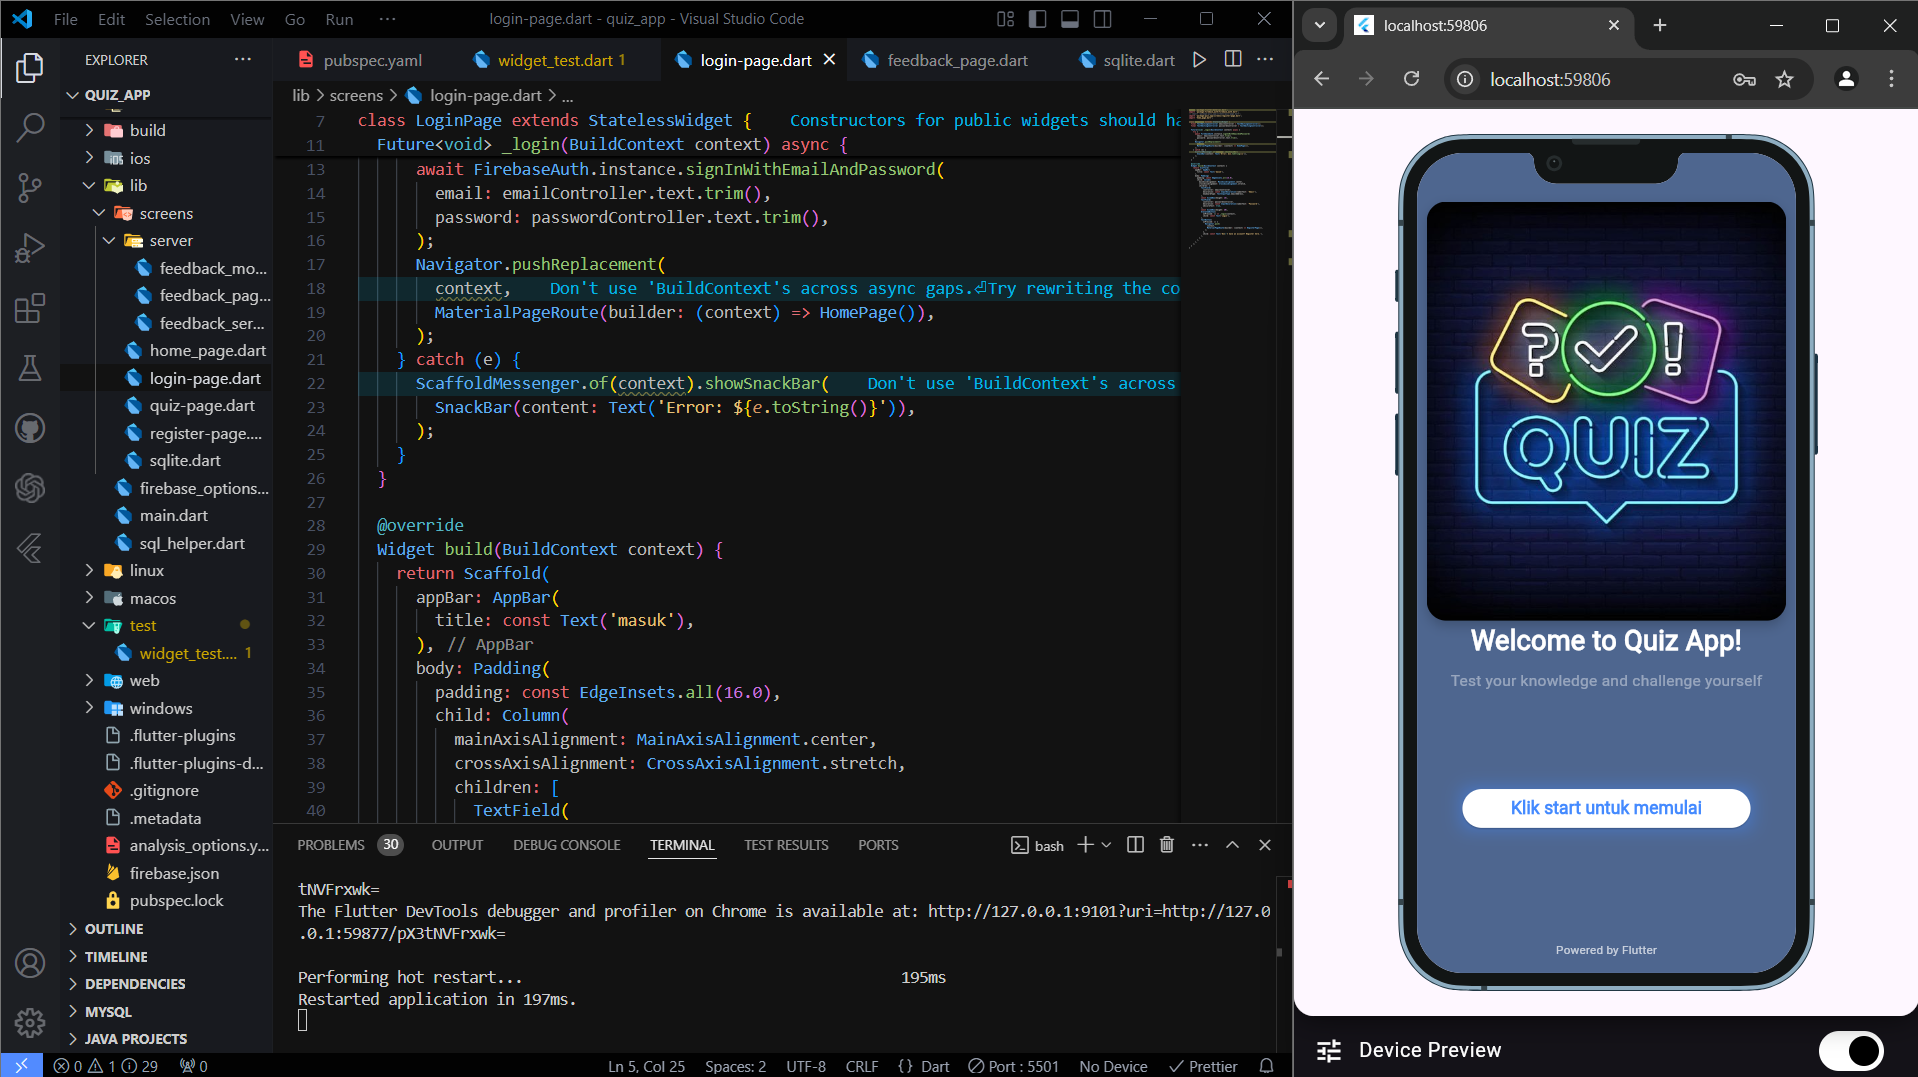 File Edit Selection View Go Run ··· login-page.dart - quiz_app - Visual Studio Code
EXPLORER ···
QUIZ_APP
build
ios
lib
screens
server
feedback_mo...
feedback_pag...
feedback_ser...
home_page.dart
login-page.dart
quiz-page.dart
register-page....
sqlite.dart
firebase_options...
main.dart
sql_helper.dart
linux
macos
test
widget_test.... 1
web
windows
.flutter-plugins
.flutter-plugins-d...
.gitignore
.metadata
analysis_options.y...
firebase.json
pubspec.lock
OUTLINE
TIMELINE
DEPENDENCIES
MYSQL
JAVA PROJECTS
pubspec.yaml widget_test.dart 1 login-page.dart feedback_page.dart sqlite.dart
lib > screens > login-page.dart > ...
7 class LoginPage extends StatelessWidget { Constructors for public widgets should ha
11 Future<void> _login(BuildContext context) async {
13 await FirebaseAuth.instance.signInWithEmailAndPassword(
14 email: emailController.text.trim(),
15 password: passwordController.text.trim(),
16 );
17 Navigator.pushReplacement(
18 context, Don't use 'BuildContext's across async gaps.⏎Try rewriting the co
19 MaterialPageRoute(builder: (context) => HomePage()),
20 );
21 } catch (e) {
22 ScaffoldMessenger.of(context).showSnackBar( Don't use 'BuildContext's across
23 SnackBar(content: Text('Error: ${e.toString()}')),
24 );
25 }
26 }
27
28 @override
29 Widget build(BuildContext context) {
30 return Scaffold(
31 appBar: AppBar(
32 title: const Text('masuk'),
33 ), // AppBar
34 body: Padding(
35 padding: const EdgeInsets.all(16.0),
36 child: Column(
37 mainAxisAlignment: MainAxisAlignment.center,
38 crossAxisAlignment: CrossAxisAlignment.stretch,
39 children: [
40 TextField(
PROBLEMS 30 OUTPUT DEBUG CONSOLE TERMINAL TEST RESULTS PORTS bash
tNVFrxwk=
The Flutter DevTools debugger and profiler on Chrome is available at: http://127.0.0.1:9101?uri=http://127.0
.0.1:59877/pX3tNVFrxwk=
Performing hot restart... 195ms
Restarted application in 197ms.
0 1 29 0 Ln 5, Col 25 Spaces: 2 UTF-8 CRLF {} Dart Port : 5501 No Device Prettier
localhost:59806
localhost:59806
? !
QUIZ
Welcome to Quiz App!
Test your knowledge and challenge yourself
Klik start untuk memulai
Powered by Flutter
Device Preview